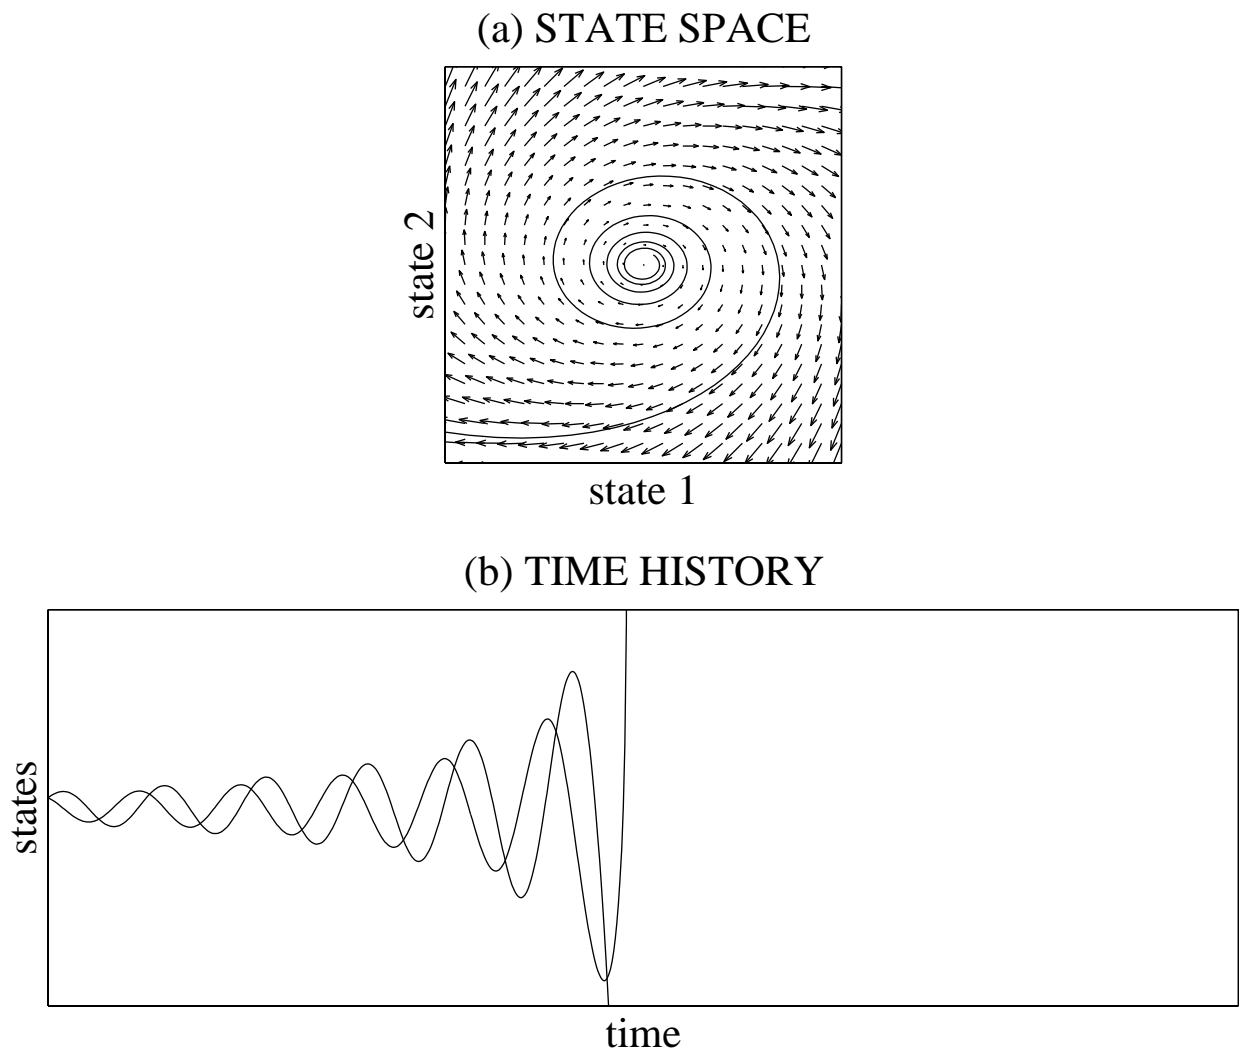 (a) STATE SPACE
state 2
state 1
(b) TIME HISTORY
states
time